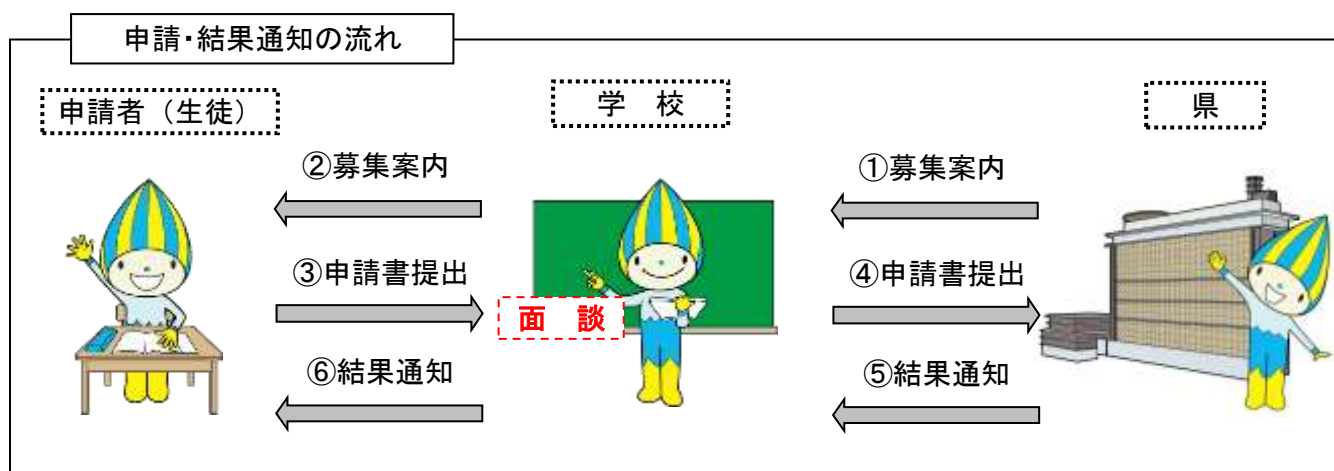 申請・結果通知の流れ
申請者（生徒）
学　校
県
②募集案内
①募集案内
③申請書提出
④申請書提出
面　談
⑥結果通知
⑤結果通知